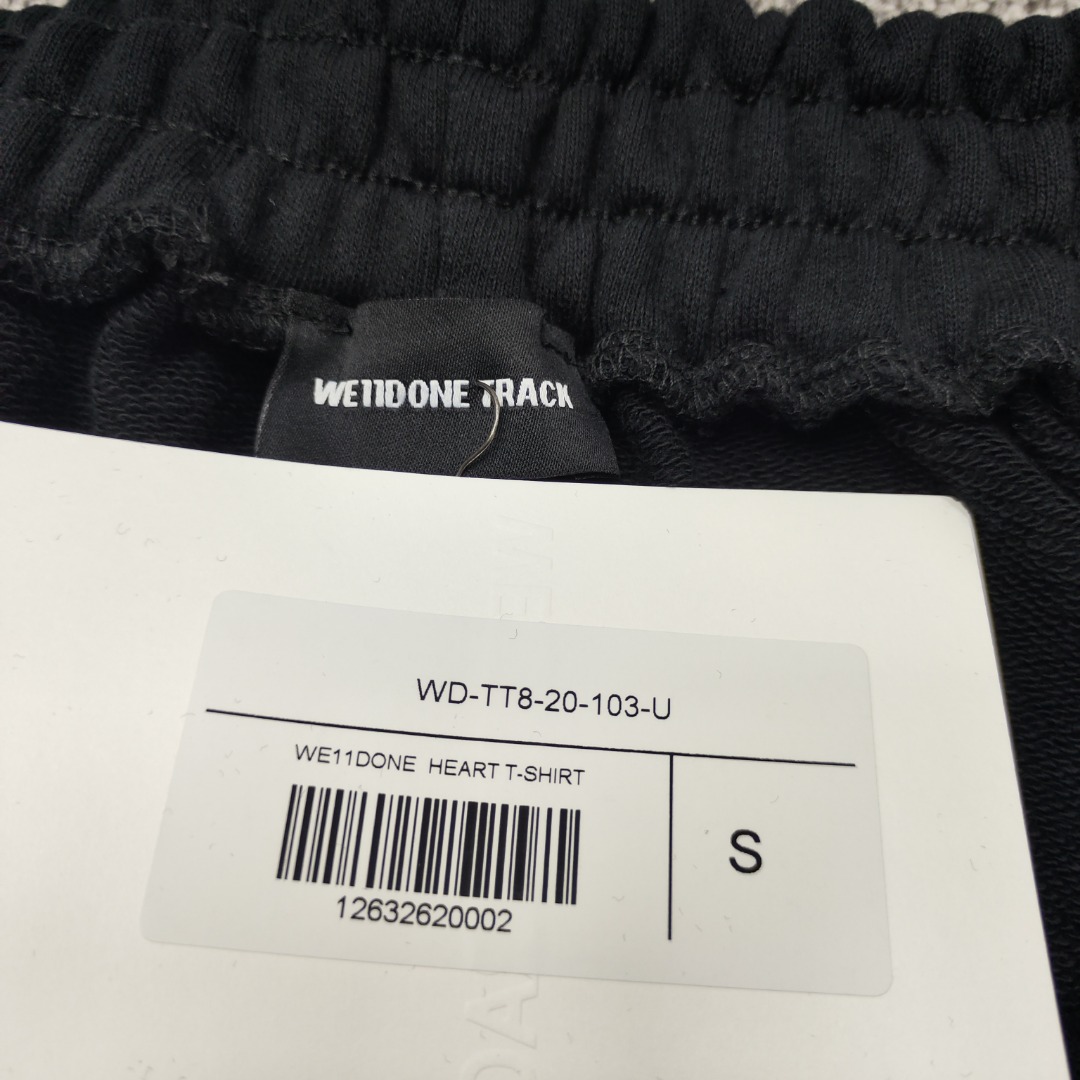 WE11DONE TRACK
WD-TT8-20-103-U
WE11DONE HEART T-SHIRT
S
12632620002